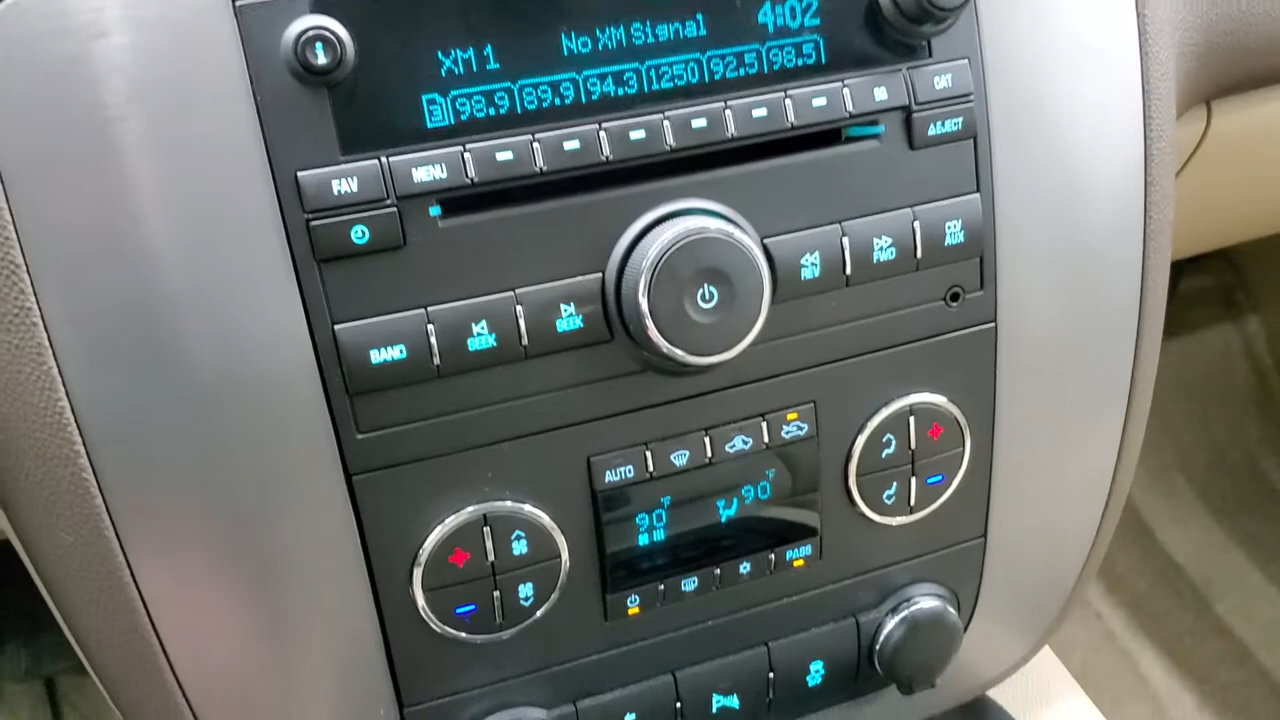 4:02
XM 1 No XM Signal
98.9 89.9 94.3 1250 92.5 98.5
CAT
EJECT
FAV MENU
BAND SEEK SEEK REV FWD CD/AUX
AUTO
90°F 90°F
PASS